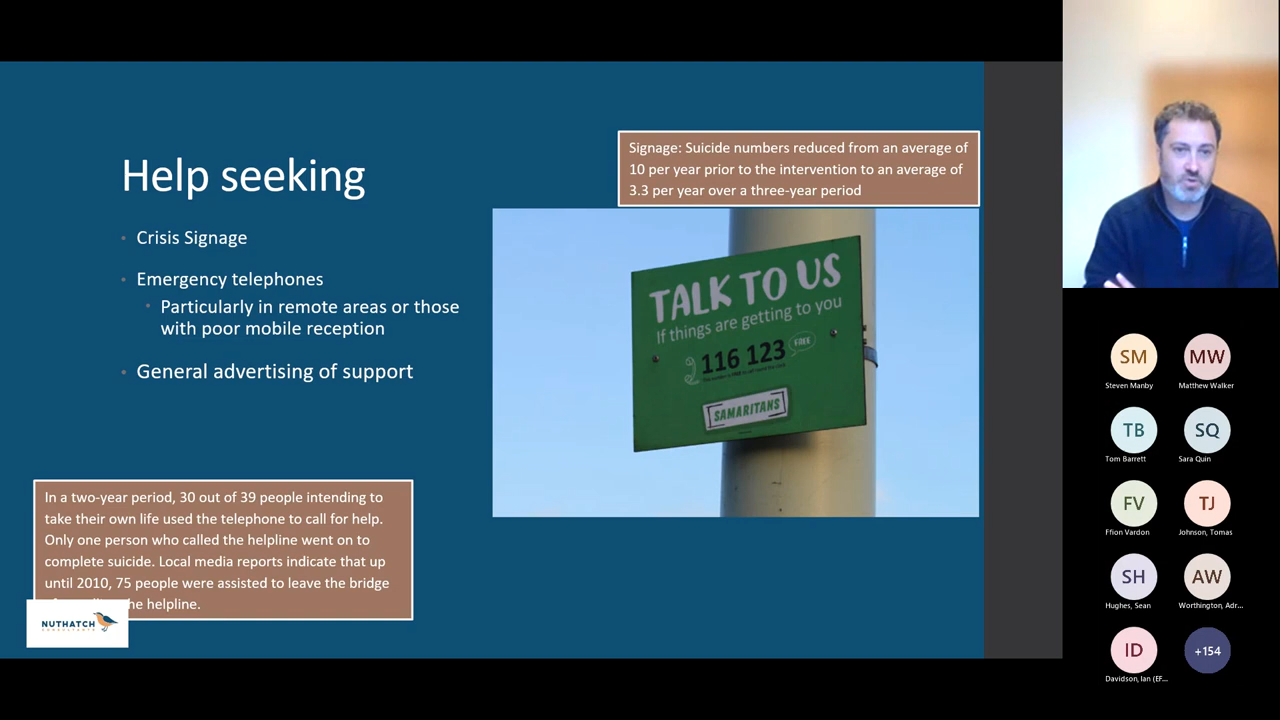 Help seeking
Crisis Signage
Emergency telephones
Particularly in remote areas or those
with poor mobile reception
General advertising of support
Signage: Suicide numbers reduced from an average of
10 per year prior to the intervention to an average of
3.3 per year over a three-year period
TALK TO US
If things are getting to you
116 123
FREE
SAMARITANS
In a two-year period, 30 out of 39 people intending to
take their own life used the telephone to call for help.
Only one person who called the helpline went on to
complete suicide. Local media reports indicate that up
until 2010, 75 people were assisted to leave the bridge
helpline.
NUTHATCH
SM MW
Steven Manby Matthew Walker
TB SQ
Tom Barrett Sara Quin
FV TJ
Ffion Vardon Johnson, Tomas
SH AW
Hughes, Sean Worthington, Adr...
ID +154
Davidson, Ian (EF...